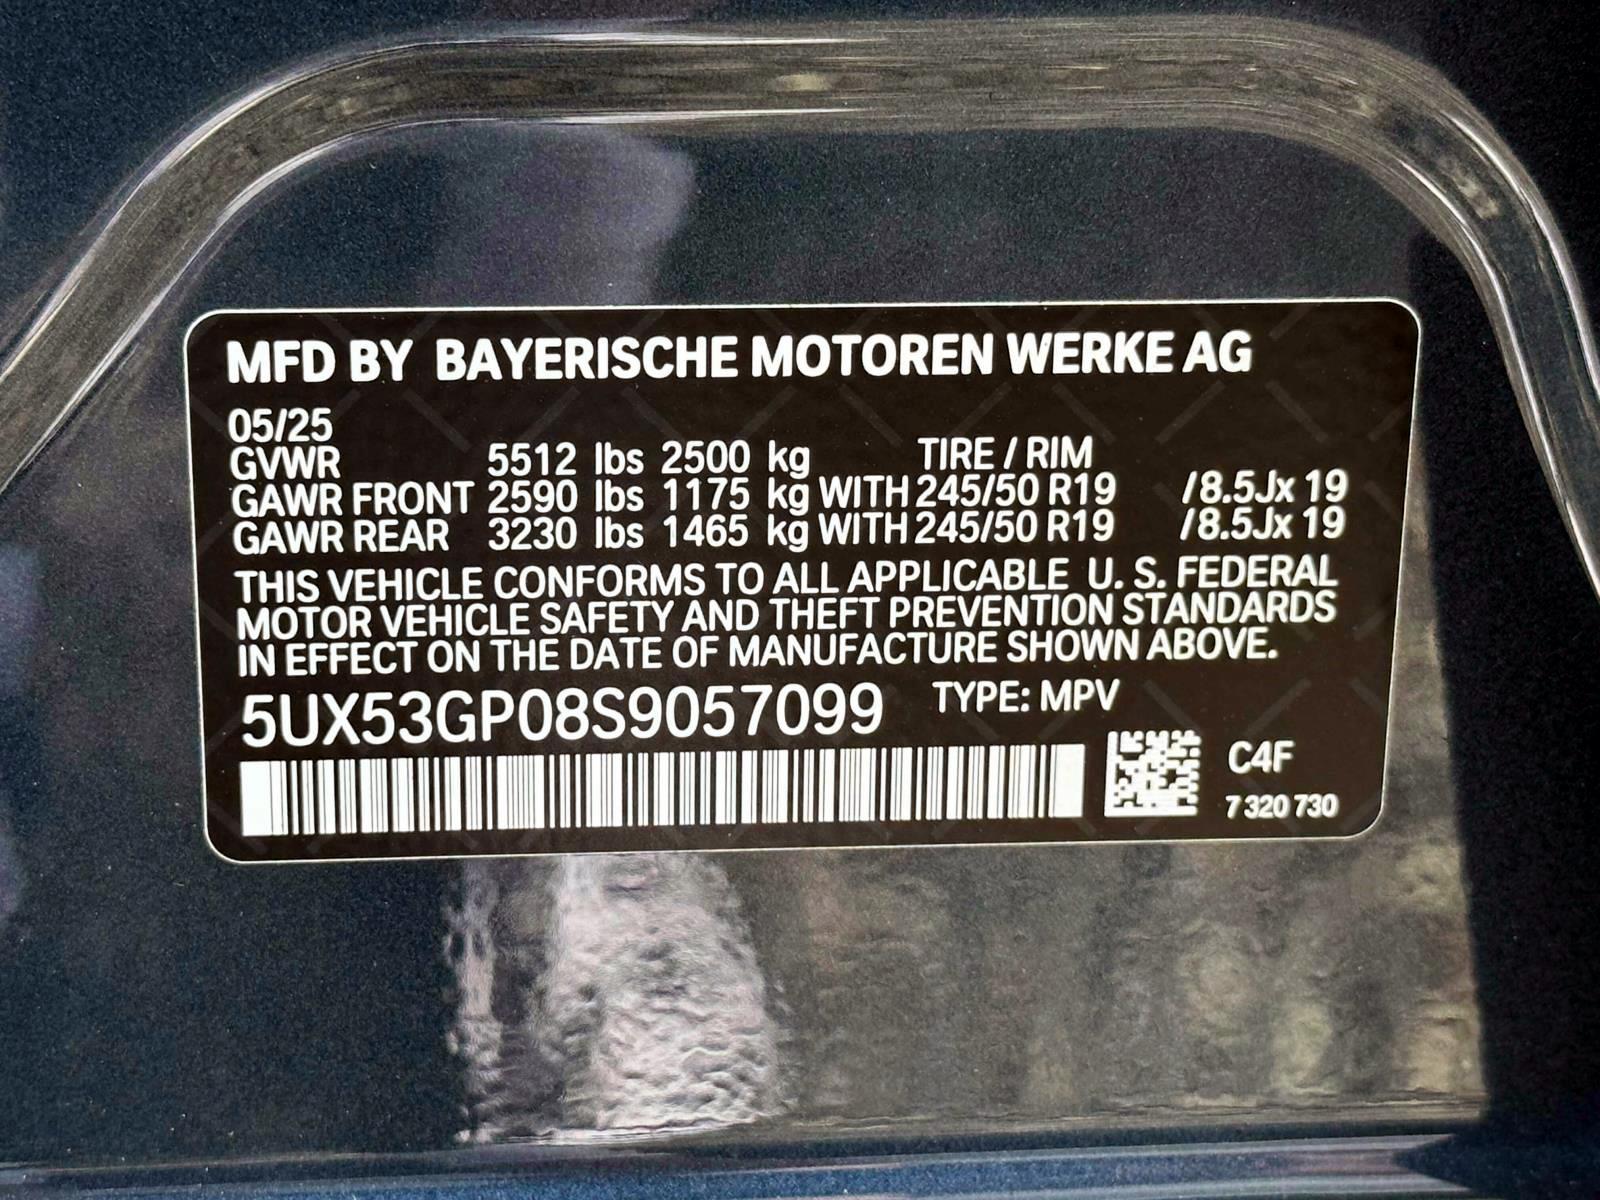 MFD BY BAYERISCHE MOTOREN WERKE AG
05/25
GVWR 5512 lbs 2500 kg TIRE / RIM
GAWR FRONT 2590 lbs 1175 kg WITH 245/50 R19 /8.5Jx 19
GAWR REAR 3230 lbs 1465 kg WITH 245/50 R19 /8.5Jx 19
THIS VEHICLE CONFORMS TO ALL APPLICABLE U. S. FEDERAL
MOTOR VEHICLE SAFETY AND THEFT PREVENTION STANDARDS
IN EFFECT ON THE DATE OF MANUFACTURE SHOWN ABOVE.
5UX53GP08S9057099 TYPE: MPV
C4F
7 320 730